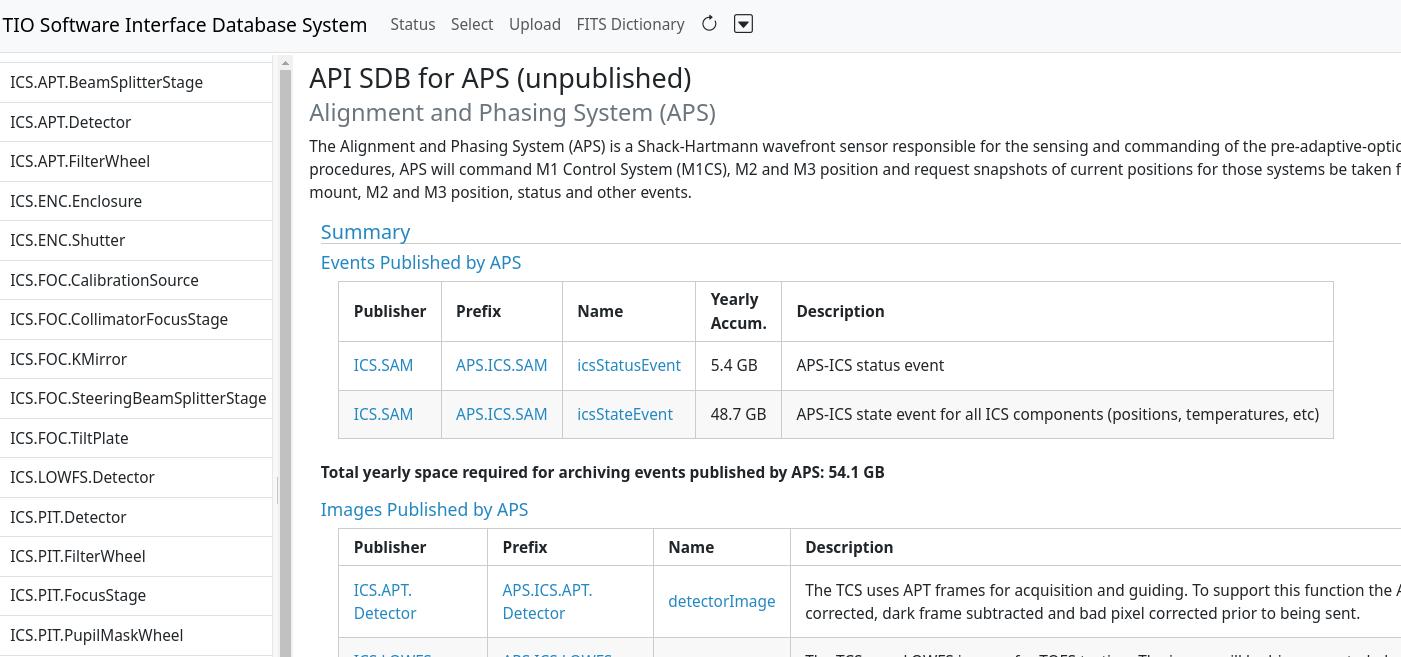 TIO Software Interface Database System Status Select Upload FITS Dictionary
ICS.APT.BeamSplitterStage
ICS.APT.Detector
ICS.APT.FilterWheel
ICS.ENC.Enclosure
ICS.ENC.Shutter
ICS.FOC.CalibrationSource
ICS.FOC.CollimatorFocusStage
ICS.FOC.KMirror
ICS.FOC.SteeringBeamSplitterStage
ICS.FOC.TiltPlate
ICS.LOWFS.Detector
ICS.PIT.Detector
ICS.PIT.FilterWheel
ICS.PIT.FocusStage
ICS.PIT.PupilMaskWheel
API SDB for APS (unpublished)
Alignment and Phasing System (APS)
The Alignment and Phasing System (APS) is a Shack-Hartmann wavefront sensor responsible for the sensing and commanding of the pre-adaptive-optic
procedures, APS will command M1 Control System (M1CS), M2 and M3 position and request snapshots of current positions for those systems be taken f
mount, M2 and M3 position, status and other events.
Summary
Events Published by APS
Publisher Prefix Name Yearly Accum. Description
ICS.SAM APS.ICS.SAM icsStatusEvent 5.4 GB APS-ICS status event
ICS.SAM APS.ICS.SAM icsStateEvent 48.7 GB APS-ICS state event for all ICS components (positions, temperatures, etc)
Total yearly space required for archiving events published by APS: 54.1 GB
Images Published by APS
Publisher Prefix Name Description
ICS.APT. APS.ICS.APT. The TCS uses APT frames for acquisition and guiding. To support this function the A
Detector Detector detectorImage corrected, dark frame subtracted and bad pixel corrected prior to being sent.